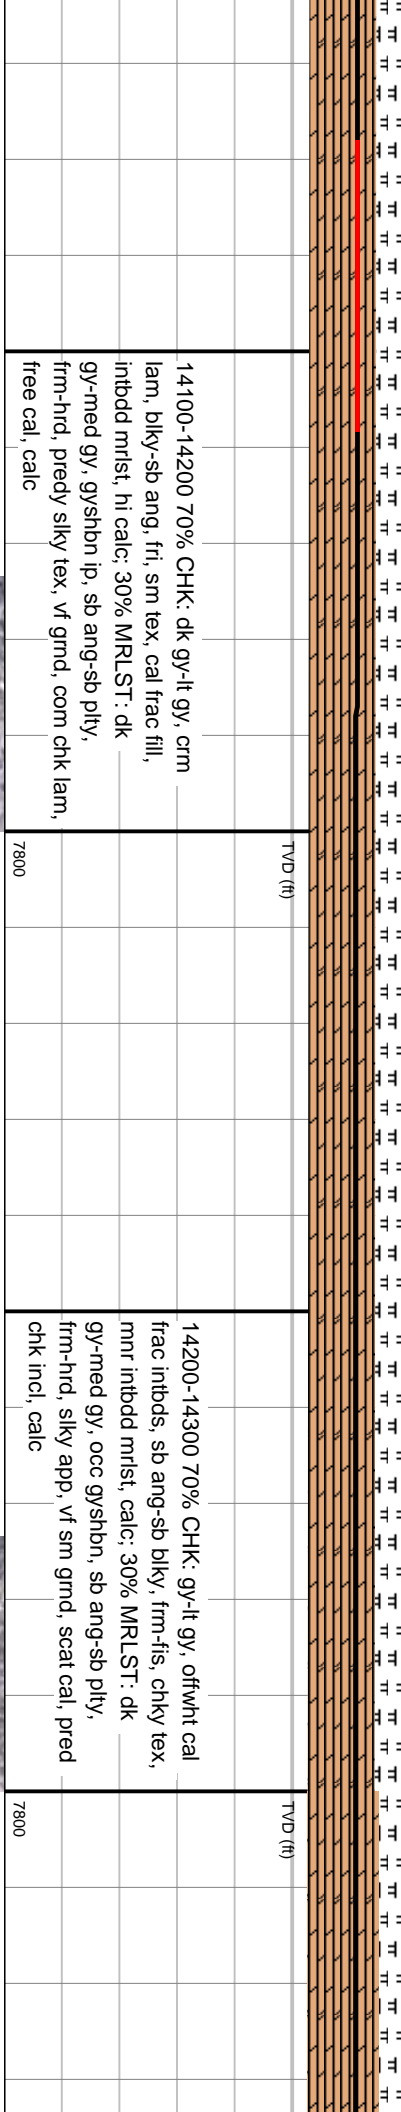 14100-14200 70% CHK: dk gy-lt gy, crm
lam, blky-sb ang, fri, sm tex, cal frac fill,
intbdd mrlst, hi calc; 30% MRLST: dk
gy-med gy, gyshbn ip, sb ang-sb plty,
frm-hrd, predy slky tex, vf grnd, com chk lam,
free cal, calc
TVD (ft)
7800
14200-14300 70% CHK: gy-lt gy, offwht cal
frac intbds, sb ang-sb blky, frm-fis, chky tex,
mnr intbdd mrlst, calc; 30% MRLST: dk
gy-med gy, occ gyshbn, sb ang-sb plty,
frm-hrd, slky app, vf sm grnd, scat cal, pred
chk incl, calc
TVD (ft)
7800